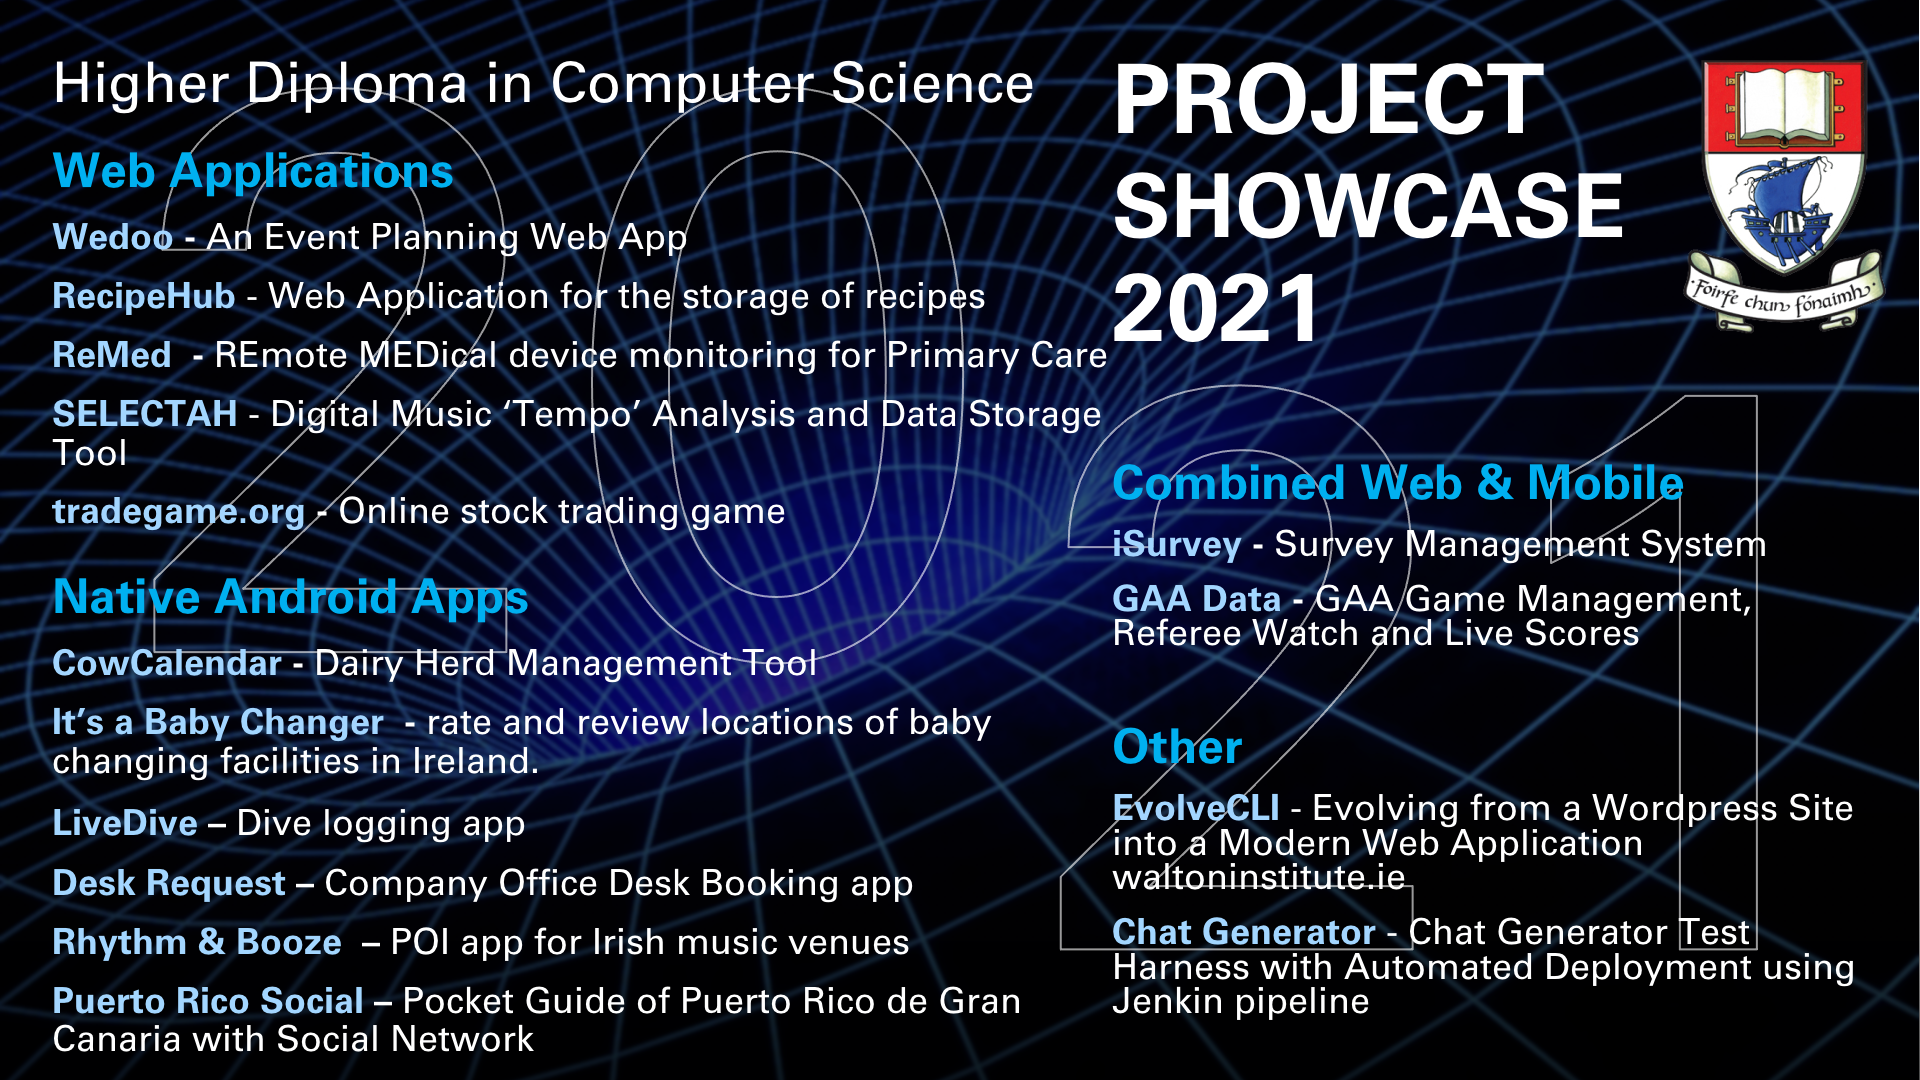 Higher Diploma in Computer Science
Web Applications
Wedoo - An Event Planning Web App
RecipeHub - Web Application for the storage of recipes
ReMed - - REmote MEDical device monitoring for Primary Care
SELECTAH - Digital Music ‘Tempo’ Analysis and Data Storage
Tool
tradegame.org - Online stock trading game
Native Android Apps
CowCalendar - Dairy Herd Management Tool
It’s a Baby Changer - rate and review locations of baby
changing facilities in Ireland.
LiveDive – Dive logging app
Desk Request – Company Office Desk Booking app
Rhythm & Booze – POI app for Irish music venues
Puerto Rico Social – Pocket Guide of Puerto Rico de Gran
Canaria with Social Network
PROJECT
SHOWCASE
2021
Foirfe chun fónaimh
Combined Web & Mobile
iSurvey - Survey Management System
GAA Data - GAA Game Management,
Referee Watch and Live Scores
Other
EvolveCLI - Evolving from a Wordpress Site
into a Modern Web Application
waltoninstitute.ie
Chat Generator - Chat Generator Test
Harness with Automated Deployment using
Jenkin pipeline
20
21